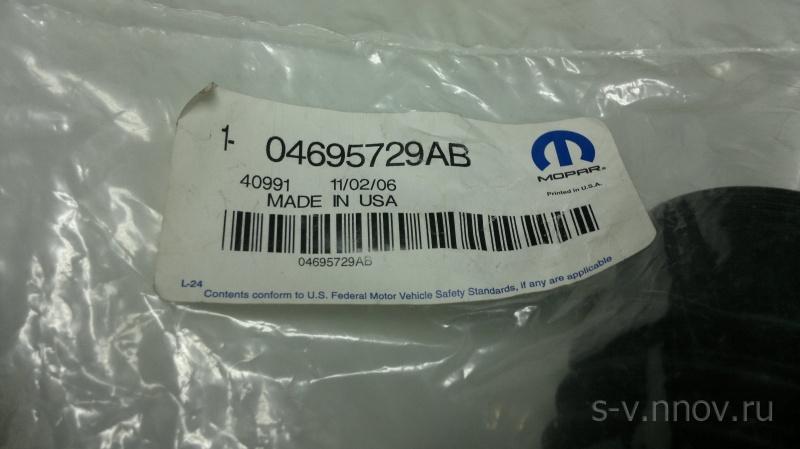 1- 04695729AB
MOPAR®
Printed in U.S.A.
40991 11/02/06
MADE IN USA
04695729AB
L-24
Contents conform to U.S. Federal Motor Vehicle Safety Standards, if any are applicable
s-v.nnov.ru